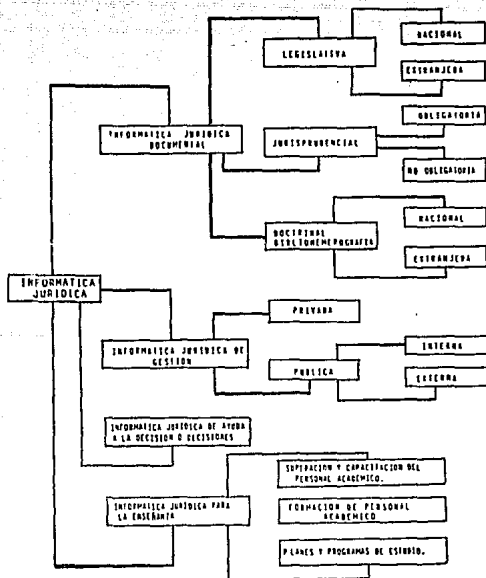 NACIONAL
LEGISLATIVA
EXTRANJERA
OBLIGATORIA
INFORMATICA JURIDICA
DOCUMENTAL
JURISPRUDENCIAL
NO OBLIGATORIA
NACIONAL
DOCTRINAL
BIBLIOHEMEROGRAFIA
EXTRANJERA
INFORMATICA
JURIDICA
PRIVADA
INTERNA
INFORMATICA JURIDICA DE
GESTION
PUBLICA
EXTERNA
INFORMATICA JURIDICA DE AYUDA
A LA DECISION O DECISIONES
SUPERACION Y CAPACITACION DEL
PERSONAL ACADEMICO.
INFORMATICA JURIDICA PARA
LA ENSEÑANZA
FORMACION DE PERSONAL
ACADEMICO
PLANES Y PROGRAMAS DE ESTUDIO.